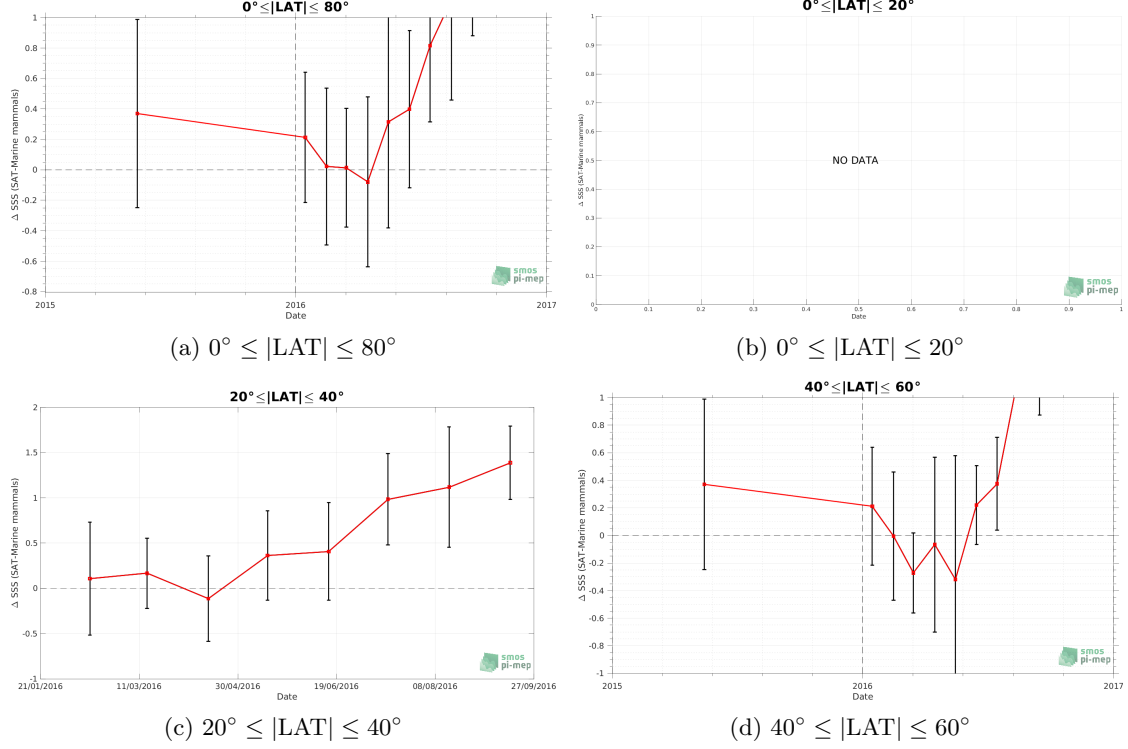 0°≤|LAT|≤ 80°
1
0.8
0.6
0.4
0.2
0
-0.2
-0.4
-0.6
-0.8
Δ SSS (SAT-Marine mammals)
2015
2016
2017
Date
smos
pi-mep
(a) 0° ≤ |LAT| ≤ 80°
0°≤|LAT|≤ 20°
1
0.9
0.8
0.7
0.6
0.5
0.4
0.3
0.2
0.1
0
Δ SSS (SAT-Marine mammals)
NO DATA
0
0.1
0.2
0.3
0.4
0.5
0.6
0.7
0.8
0.9
1
Date
smos
pi-mep
(b) 0° ≤ |LAT| ≤ 20°
20°≤|LAT|≤ 40°
2
1.5
1
0.5
0
-0.5
-1
Δ SSS (SAT-Marine mammals)
21/01/2016
11/03/2016
30/04/2016
19/06/2016
08/08/2016
27/09/2016
Date
smos
pi-mep
(c) 20° ≤ |LAT| ≤ 40°
40°≤|LAT|≤ 60°
1
0.8
0.6
0.4
0.2
0
-0.2
-0.4
-0.6
-0.8
-1
Δ SSS (SAT-Marine mammals)
2015
2016
2017
Date
smos
pi-mep
(d) 40° ≤ |LAT| ≤ 60°